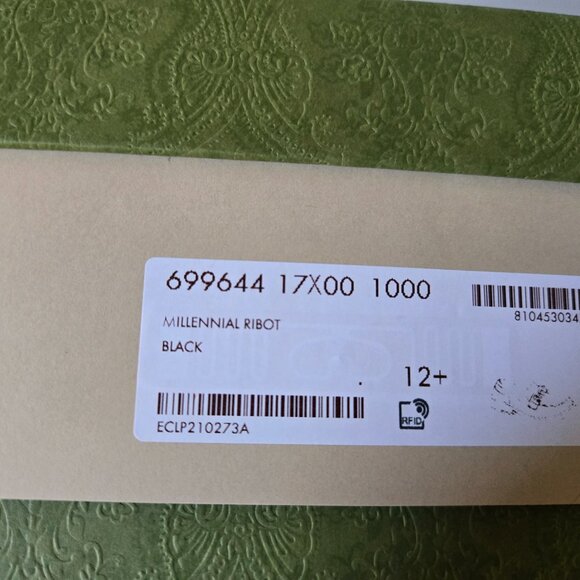 699644 17X00 1000
810453034
MILLENNIAL RIBOT
BLACK
. 12+
ECLP210273A
RFID